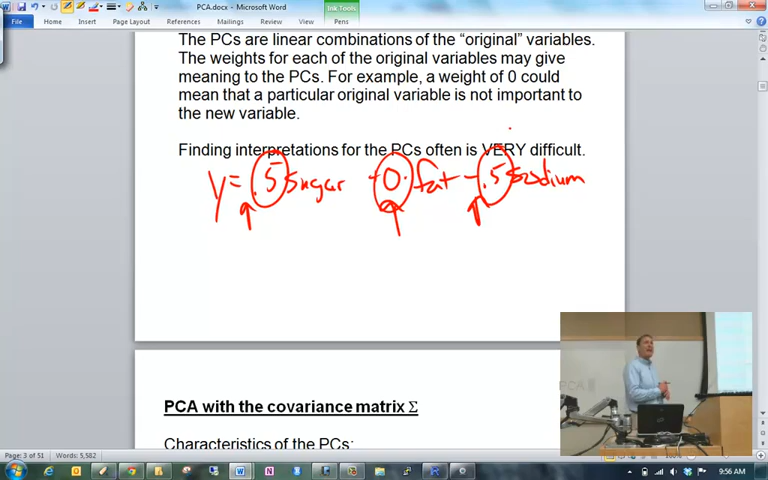 PCA.docx - Microsoft Word
Ink Tools
File
Home
Insert
Page Layout
References
Mailings
Review
View
Pens
The PCs are linear combinations of the “original” variables.
The weights for each of the original variables may give
meaning to the PCs. For example, a weight of 0 could
mean that a particular original variable is not important to
the new variable.
Finding interpretations for the PCs often is VERY difficult.
y = .5 sugar + 0. fat - .5 sodium
PCA with the covariance matrix Σ
Characteristics of the PCs:
Page: 3 of 51
Words: 5,582
9:56 AM